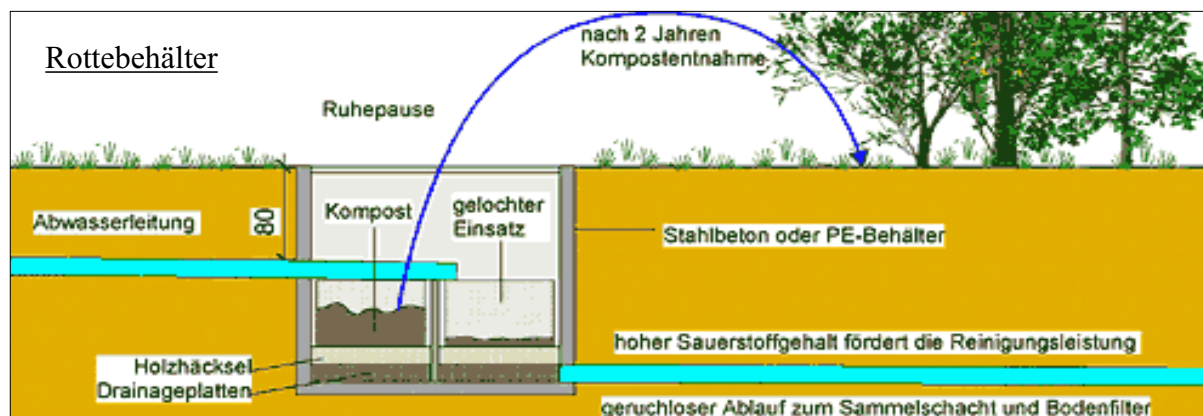 Rottebehälter
nach 2 Jahren
Kompostentnahme
Ruhepause
Abwasserleitung
80
Kompost
gelochter
Einsatz
Stahlbeton oder PE-Behälter
hoher Sauerstoffgehalt fördert die Reinigungsleistung
Holzhäcksel
Drainageplatten
geruchloser Ablauf zum Sammelschacht und Bodenfilter